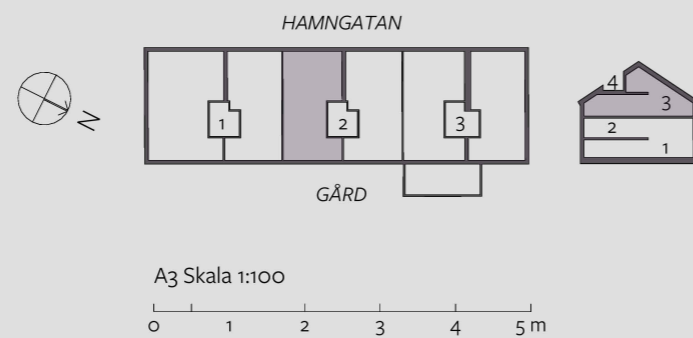 HAMNGATAN
N
1 2 3
4
3
2
1
GÅRD
A3 Skala 1:100
0 1 2 3 4 5 m